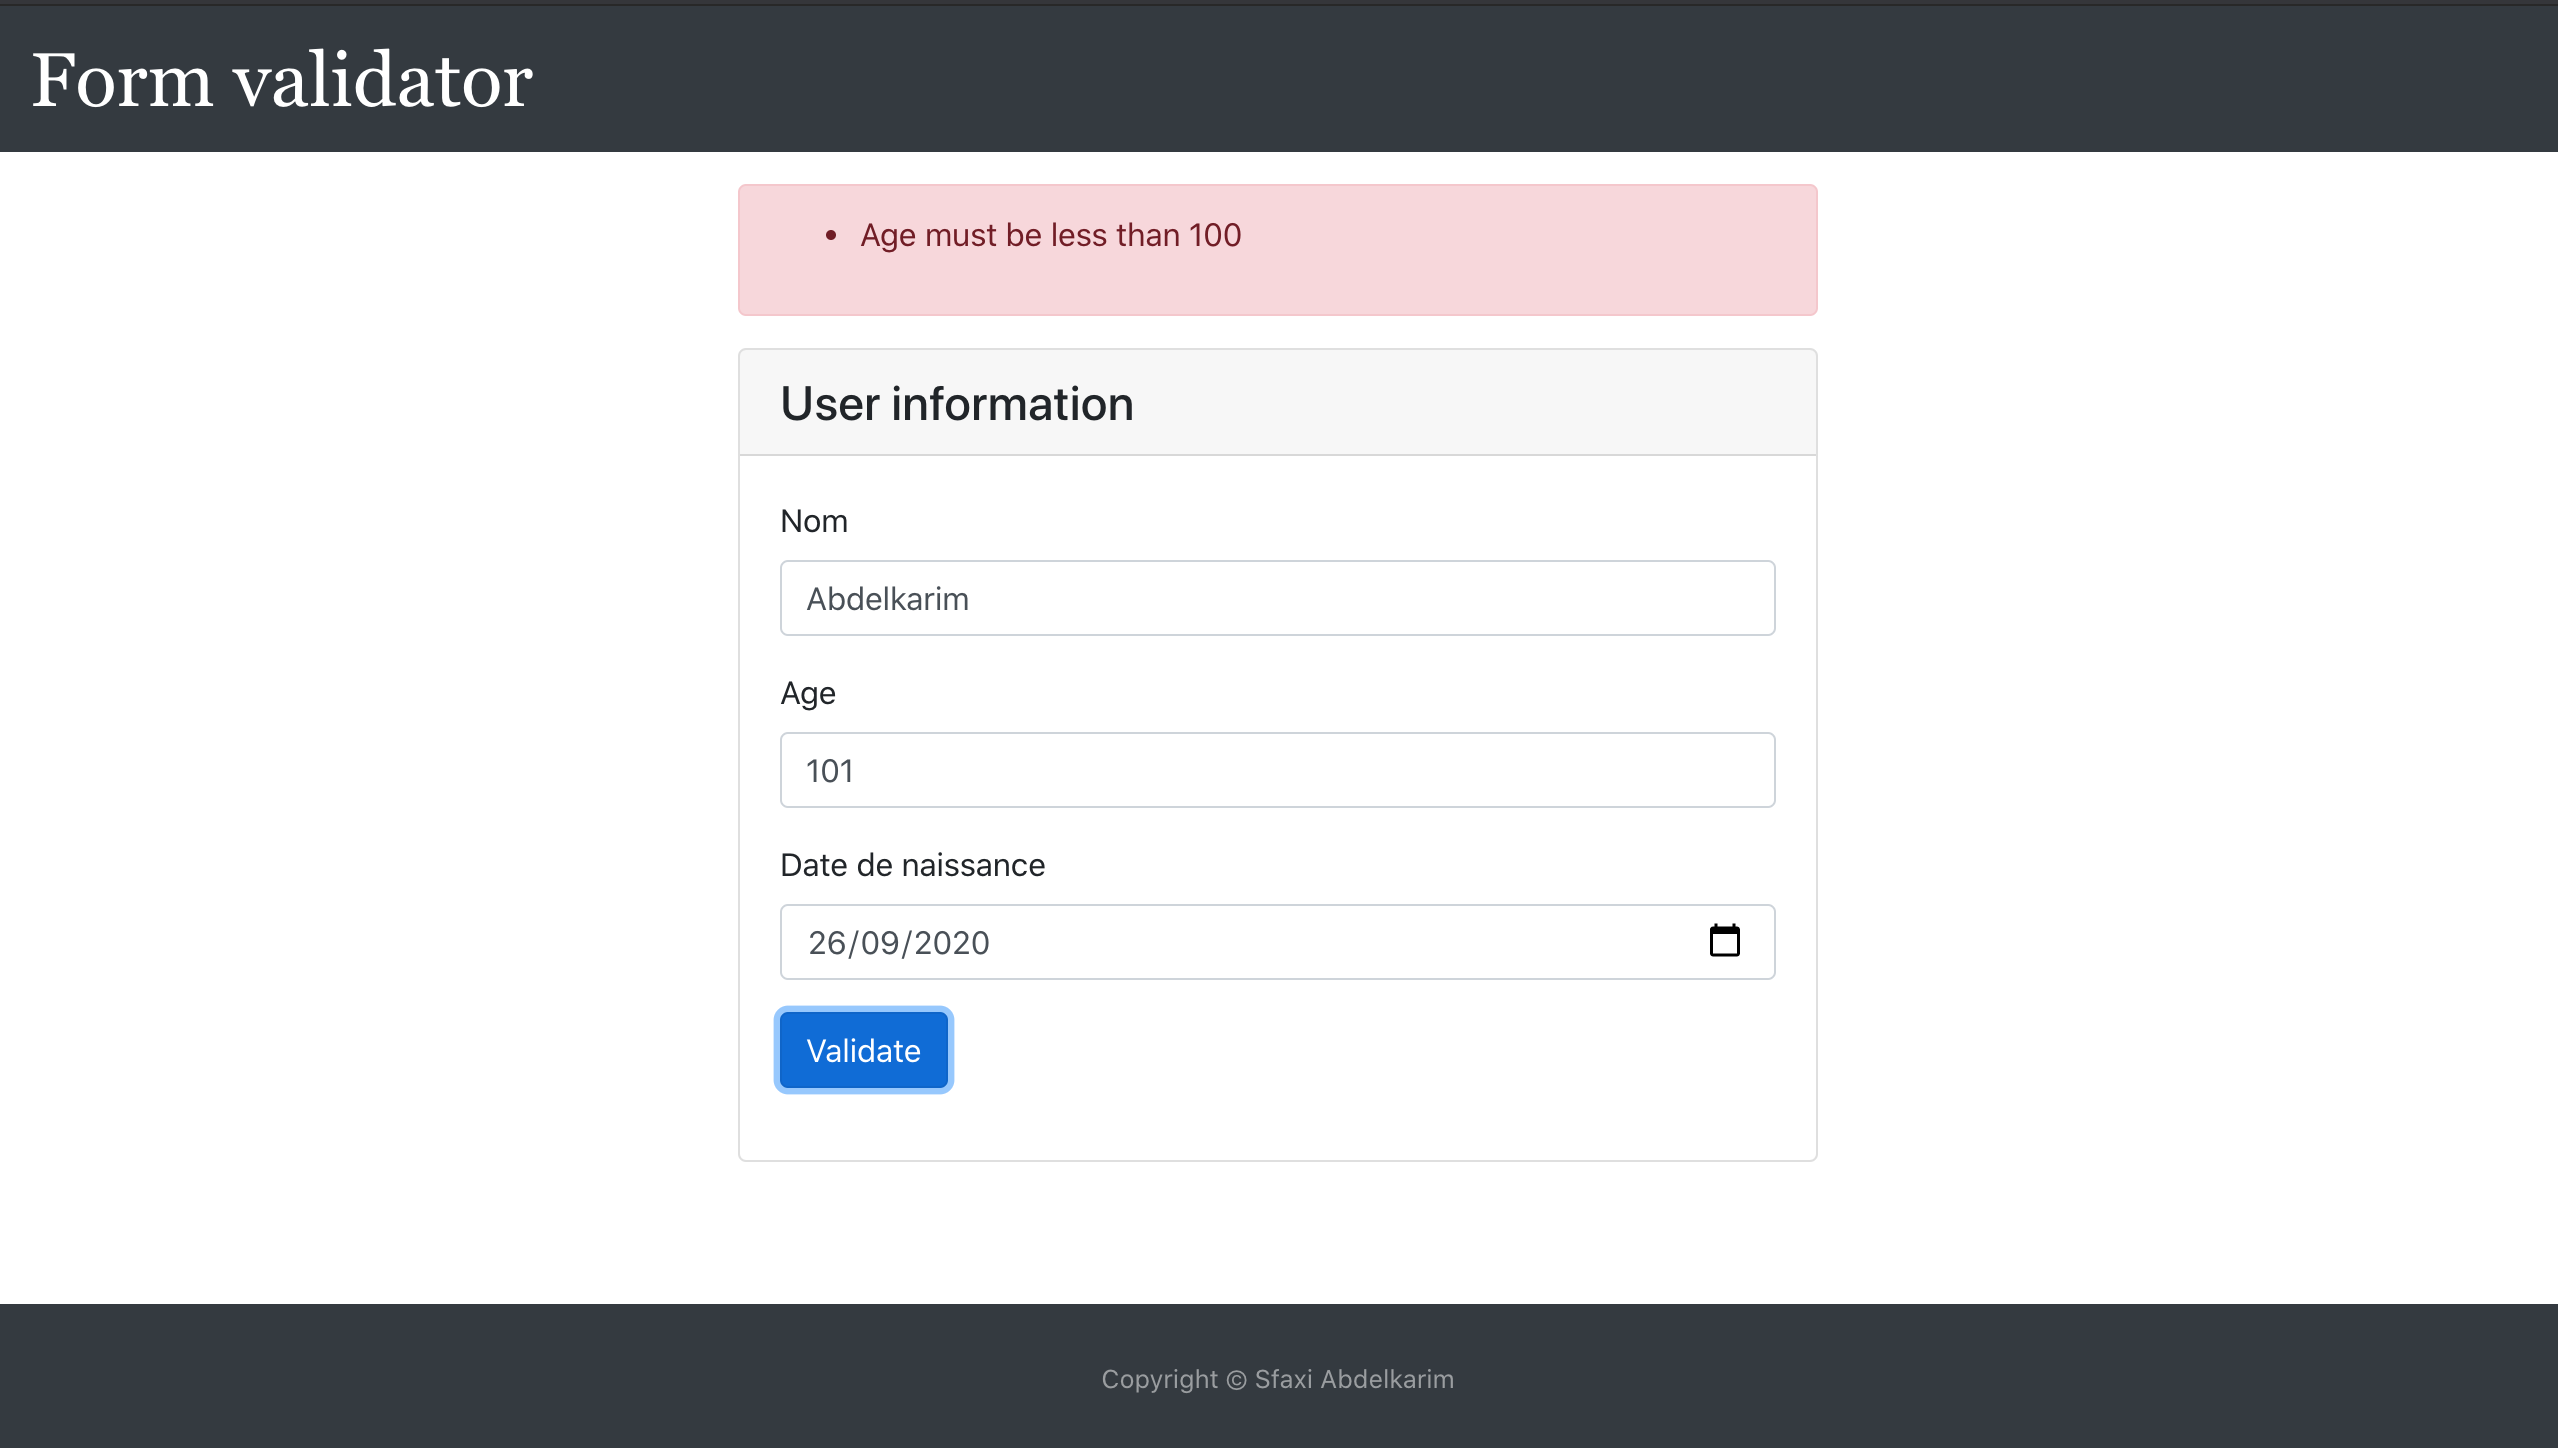 Form validator
• Age must be less than 100
User information
Nom
Abdelkarim
Age
101
Date de naissance
26/09/2020
Validate
Copyright © Sfaxi Abdelkarim